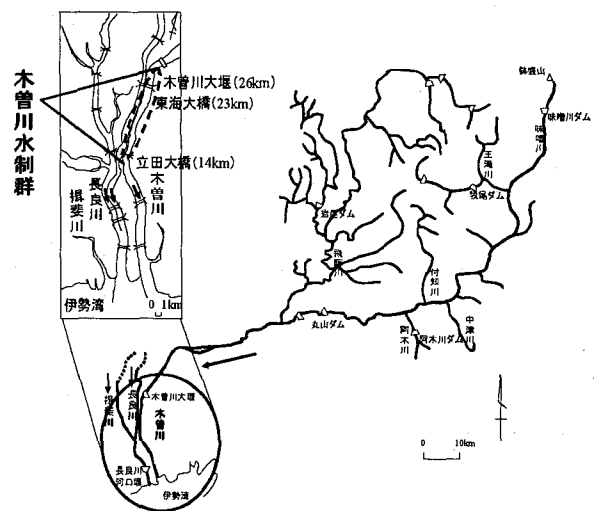 木曽川水制群
木曽川大堰(26km)
東海大橋(23km)
立田大橋(14km)
木曽川
長良川
揖斐川
伊勢湾
0 1km
鉢盛山
味噌川ダム
味噌川
王滝川
牧尾ダム
岩屋ダム
飛騨川
付知川
丸山ダム
阿木川
阿木川ダム
中津川
揖斐川
長良川
木曽川大堰
木曽川
長良川
河口堰
伊勢湾
0 10km